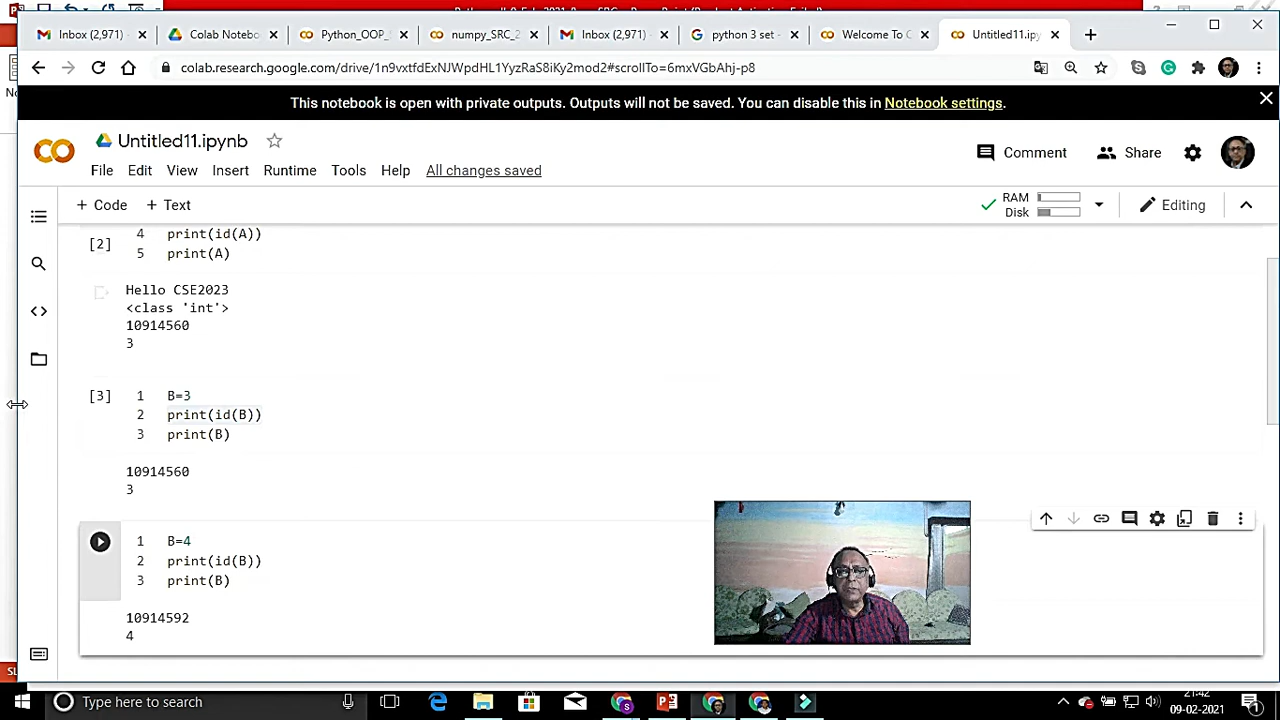 Inbox (2,971)
Colab Notebo
Python_OOP_
numpy_SRC_2
Inbox (2,971)
python 3 set -
Welcome To C
Untitled11.ipy
colab.research.google.com/drive/1n9vxtfdExNJWpdHL1YyzRaS8iKy2mod2#scrollTo=6mxVGbAhj-p8
This notebook is open with private outputs. Outputs will not be saved. You can disable this in Notebook settings.
Untitled11.ipynb
Comment
Share
File Edit View Insert Runtime Tools Help All changes saved
+ Code + Text
RAM
Disk
Editing
[2]
4 print(id(A))
5 print(A)
Hello CSE2023
<class 'int'>
10914560
3
[3]
1 B=3
2 print(id(B))
3 print(B)
10914560
3
1 B=4
2 print(id(B))
3 print(B)
10914592
4
Type here to search
21:42
09-02-2021